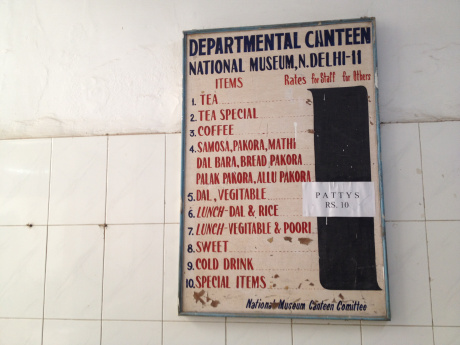 DEPARTMENTAL CANTEEN
NATIONAL MUSEUM, N. DELHI-11
ITEMS Rates for Staff for Others
1. TEA
2. TEA SPECIAL
3. COFFEE
4. SAMOSA, PAKORA, MATHI
DAL BARA, BREAD PAKORA
PALAK PAKORA, ALLU PAKORA
5. DAL, VEGITABLE
6. LUNCH-DAL & RICE
7. LUNCH-VEGITABLE & POORI
8. SWEET
9. COLD DRINK
10. SPECIAL ITEMS
PATTYS
RS. 10
National Museum Canteen Comittee